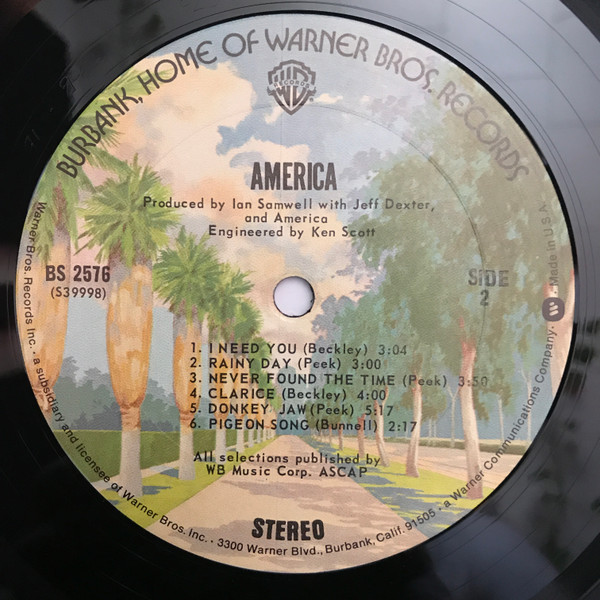 BURBANK, HOME OF WARNER BROS. RECORDS
WB
RECORDS
AMERICA
Produced by Ian Samwell with Jeff Dexter,
and America
Engineered by Ken Scott
BS 2576
(S39998)
SIDE
2
1. I NEED YOU (Beckley) 3:04
2. RAINY DAY (Peek) 3:00
3. NEVER FOUND THE TIME (Peek) 3:50
4. CLARICE (Beckley) 4:00
5. DONKEY JAW (Peek) 5:17
6. PIGEON SONG (Bunnell) 2:17
All selections published by
WB Music Corp. ASCAP
STEREO
Warner Bros. Records Inc. • a subsidiary and licensee of Warner Bros. Inc. • 3300 Warner Blvd., Burbank, Calif. 91505 • a Warner Communications Company • Made in U.S.A.